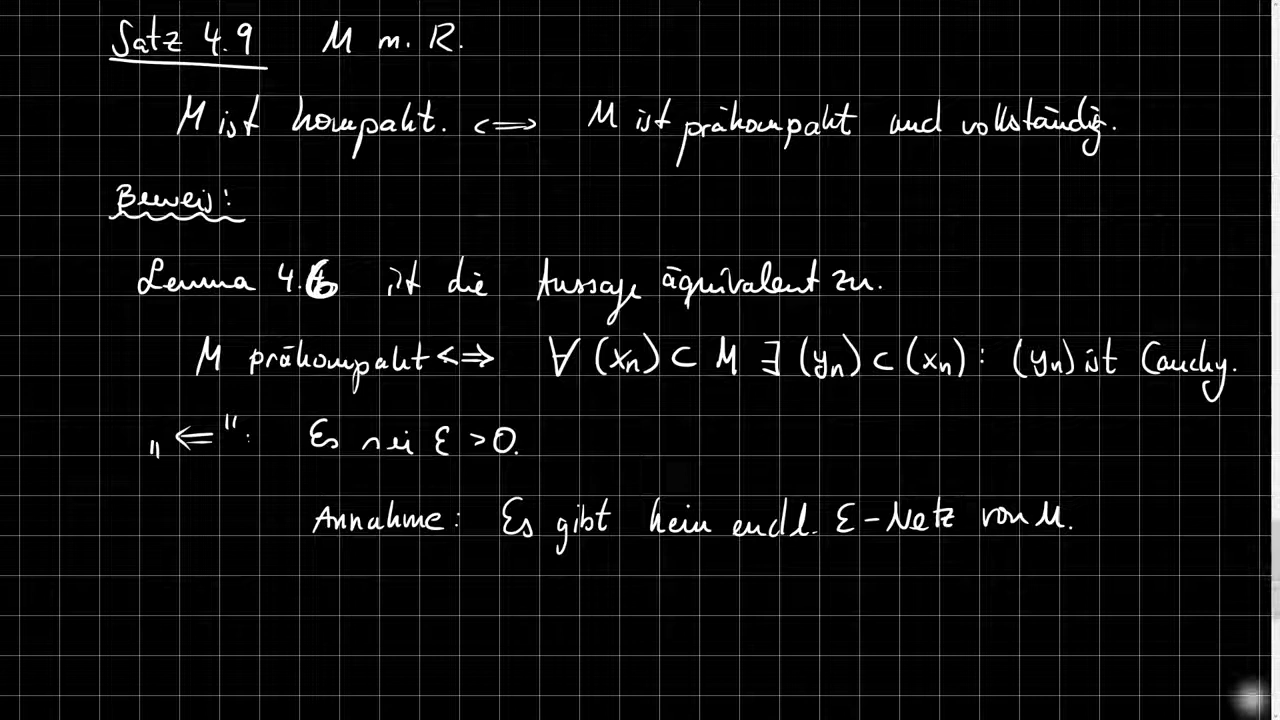 Satz 4.9 M m. R.
M ist kompakt. <=> M ist präkompakt und vollständig.
Beweis:
Lemma 4.6 ist die Aussage äquivalent zu.
M präkompakt <=> ∀ (xn) ⊂ M ∃ (yn) ⊂ (xn) : (yn) ist Cauchy.
„ <= ": Es sei ε > 0.
Annahme: Es gibt kein endl. ε-Netz von M.